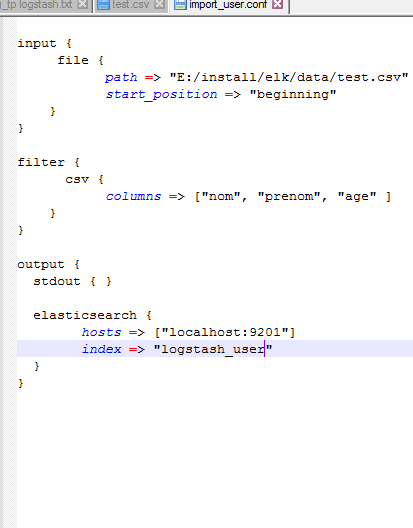 _tp logstash.txt test.csv import_user.conf
input {
file {
path => "E:/install/elk/data/test.csv"
start_position => "beginning"
}
}
filter {
csv {
columns => ["nom", "prenom", "age" ]
}
}
output {
stdout { }
elasticsearch {
hosts => ["localhost:9201"]
index => "logstash_user"
}
}